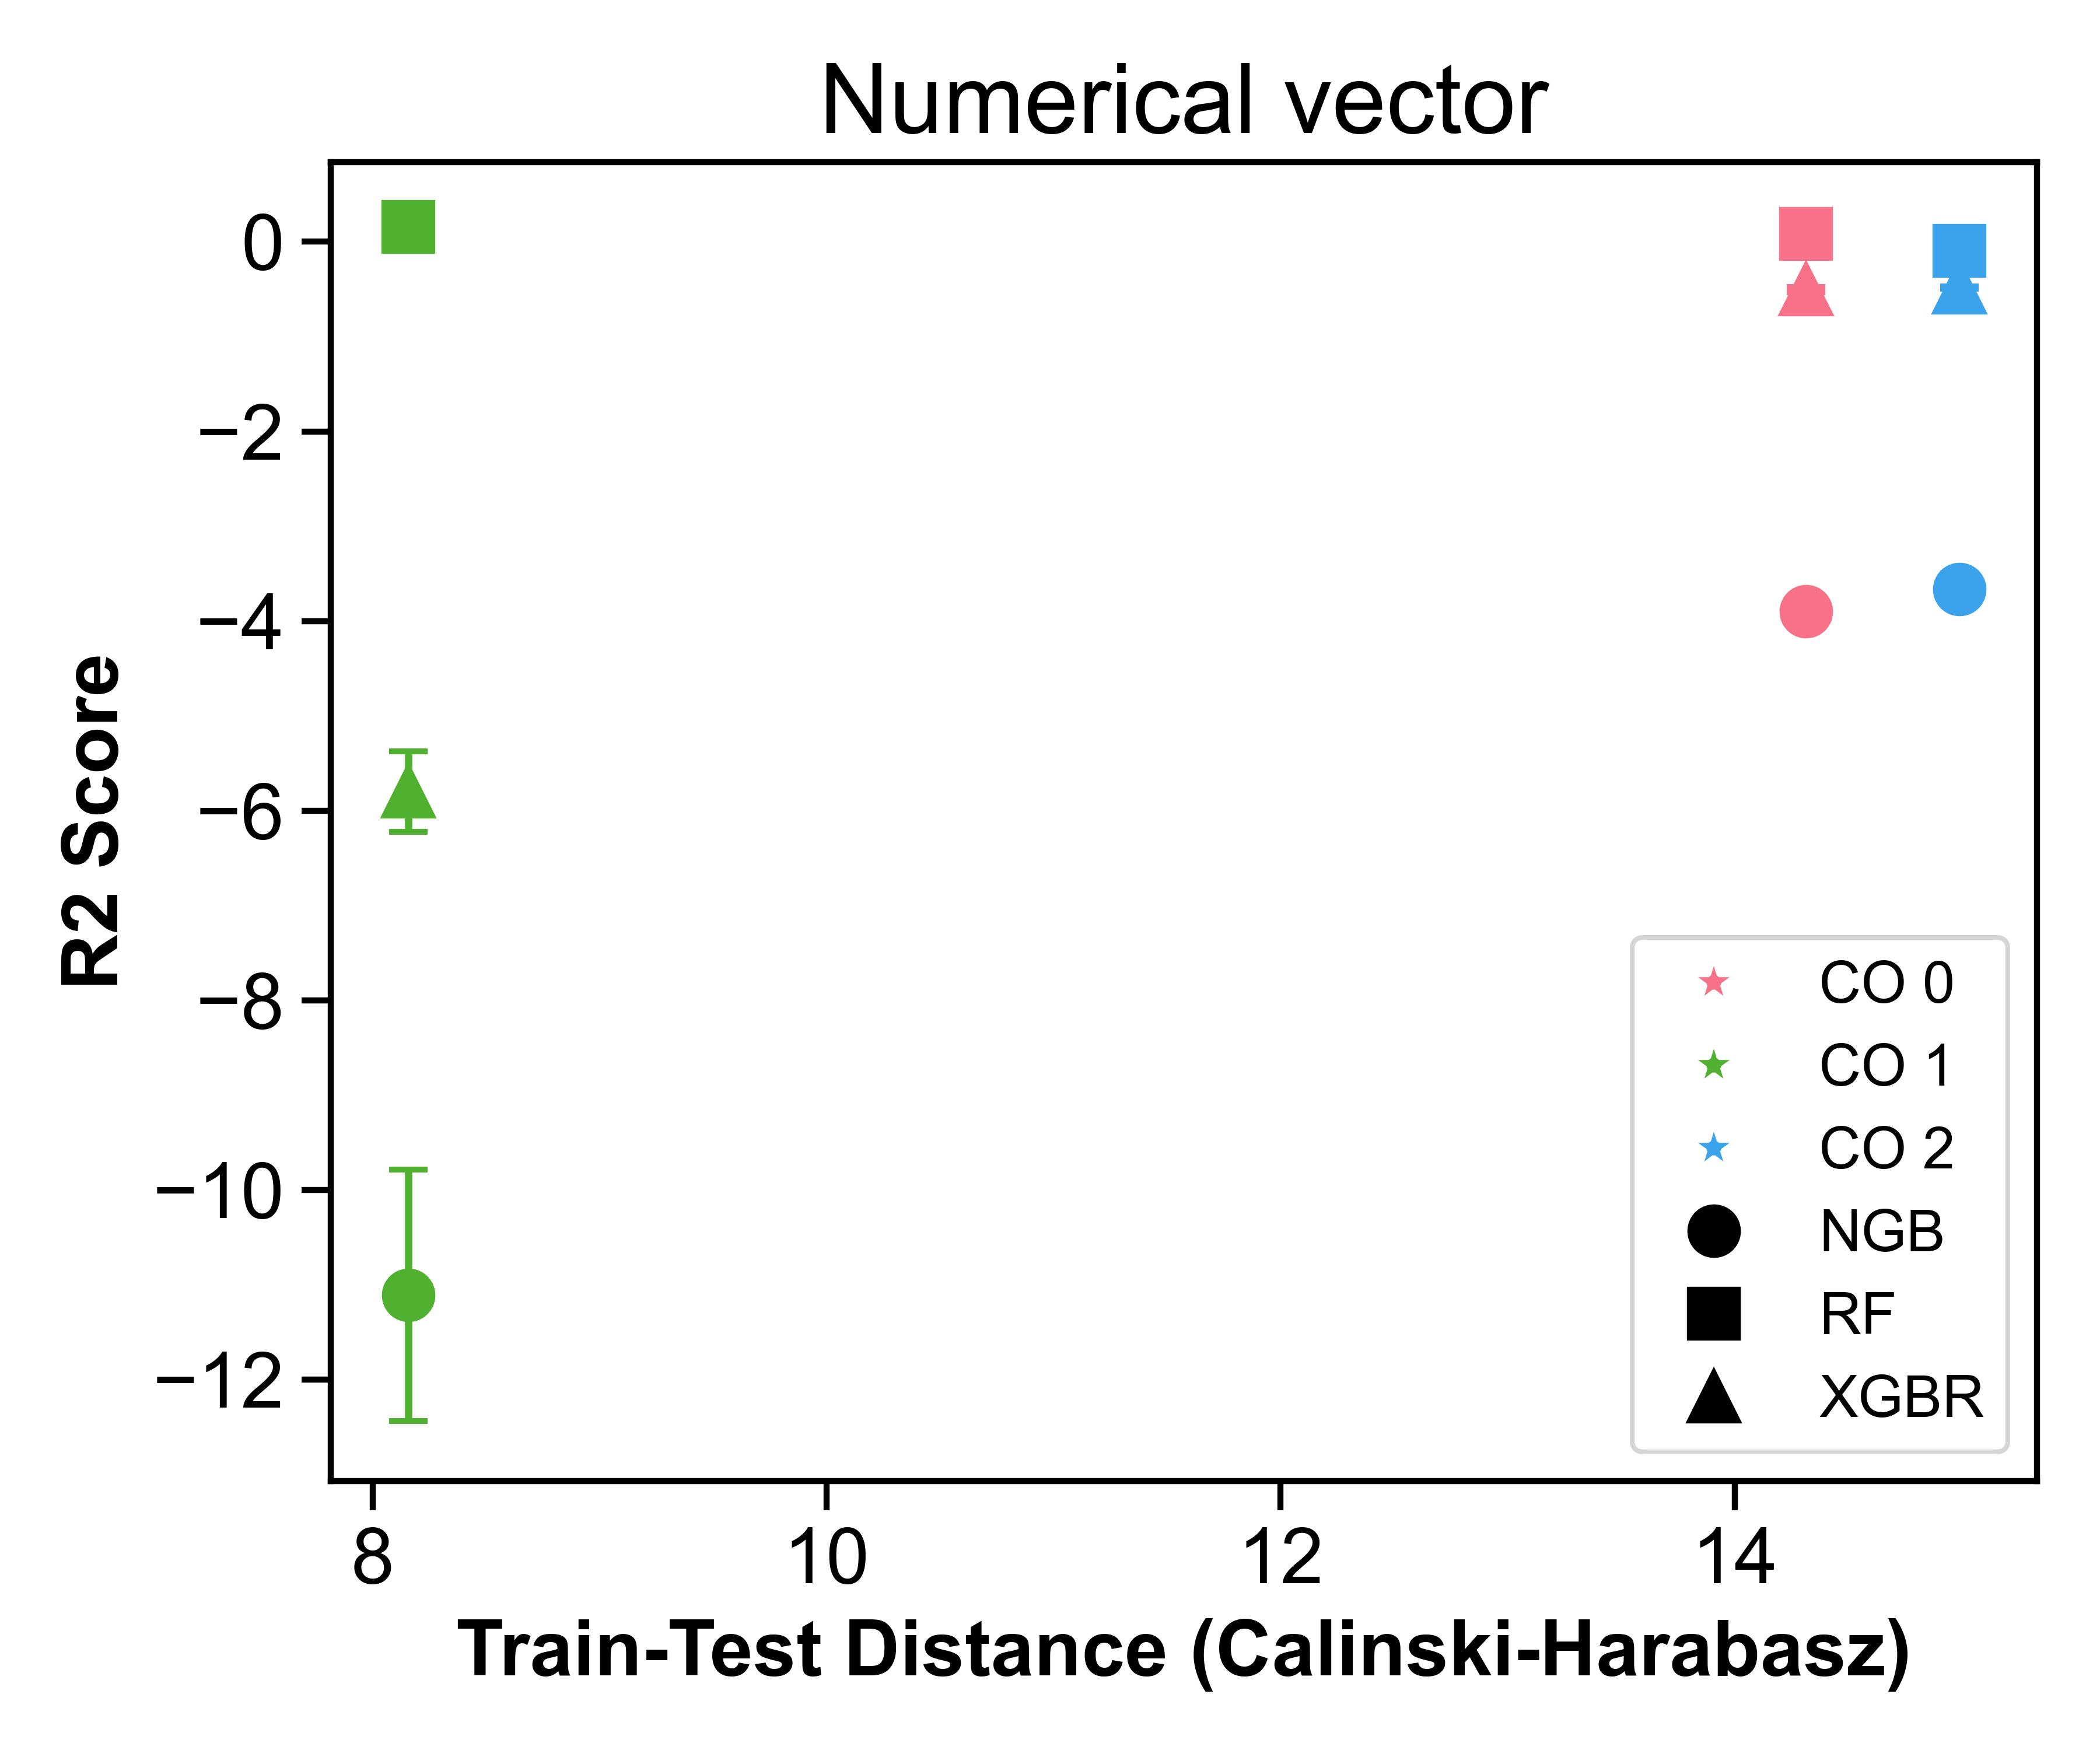 Numerical vector
0
−2
−4
−6
−8
−10
−12
R2 Score
CO 0
CO 1
CO 2
NGB
RF
XGBR
8 10 12 14
Train-Test Distance (Calinski-Harabasz)